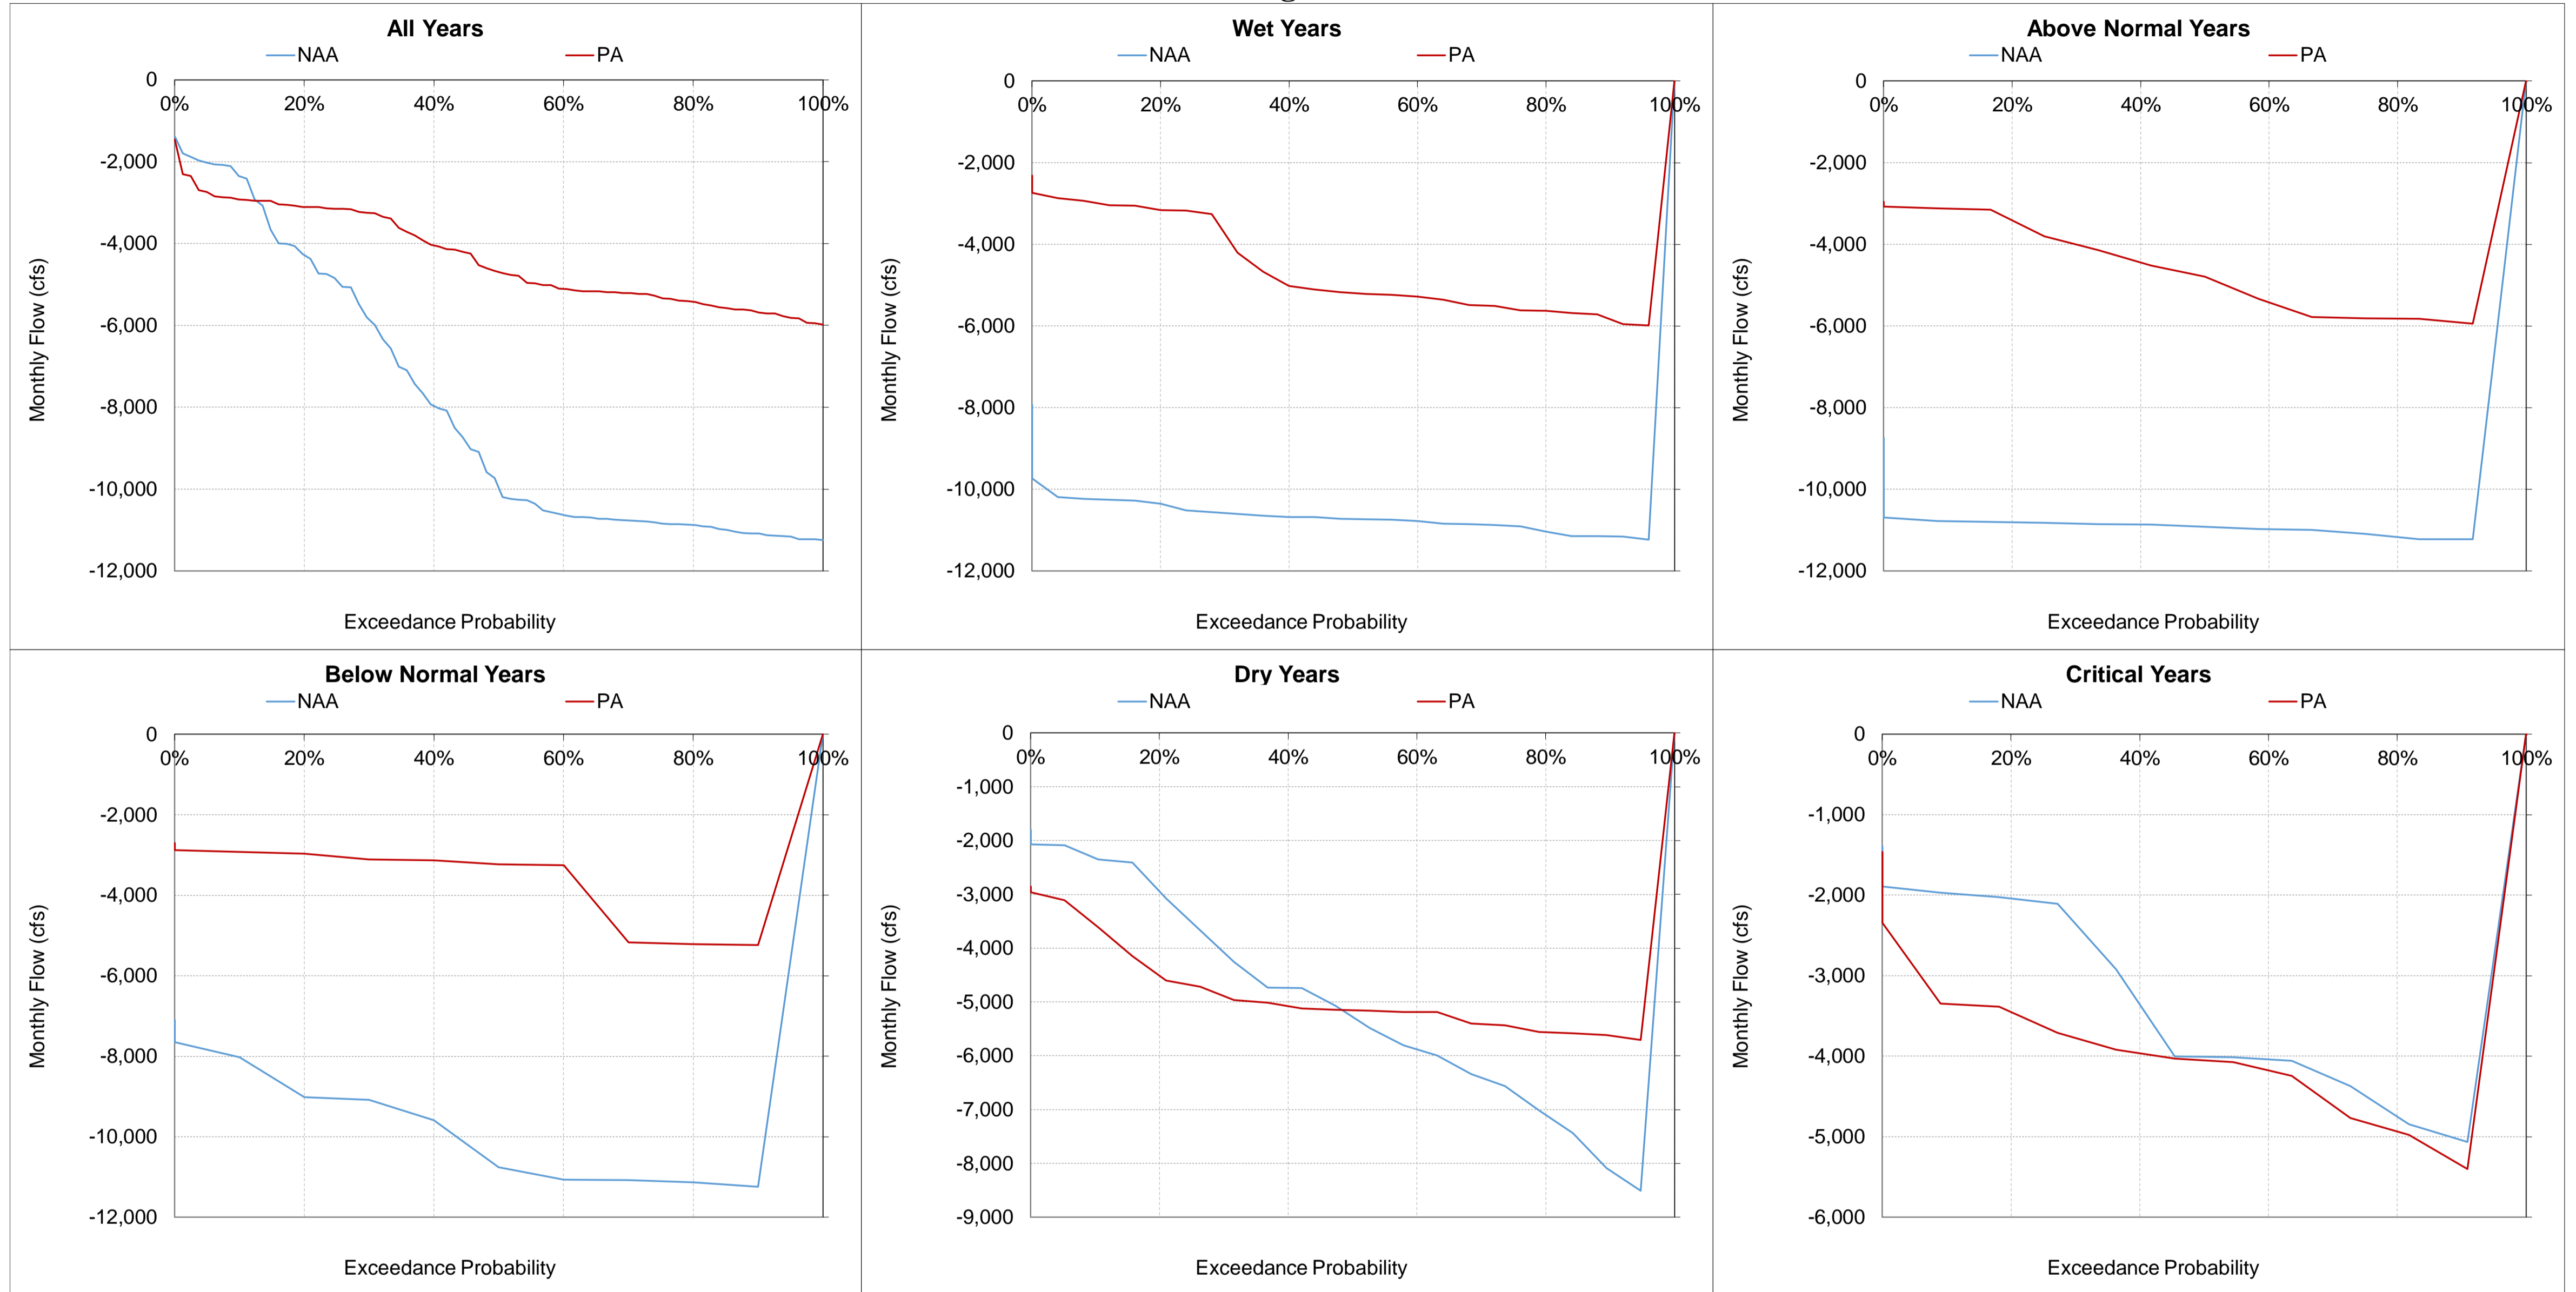 All Years
NAA PA
0
0% 20% 40% 60% 80% 100%
-2,000
-4,000
-6,000
-8,000
-10,000
-12,000
Monthly Flow (cfs)
Exceedance Probability
Wet Years
NAA PA
0
0% 20% 40% 60% 80% 100%
-2,000
-4,000
-6,000
-8,000
-10,000
-12,000
Monthly Flow (cfs)
Exceedance Probability
Above Normal Years
NAA PA
0
0% 20% 40% 60% 80% 100%
-2,000
-4,000
-6,000
-8,000
-10,000
-12,000
Monthly Flow (cfs)
Exceedance Probability
Below Normal Years
NAA PA
0
0% 20% 40% 60% 80% 100%
-2,000
-4,000
-6,000
-8,000
-10,000
-12,000
Monthly Flow (cfs)
Exceedance Probability
Dry Years
NAA PA
0
0% 20% 40% 60% 80% 100%
-1,000
-2,000
-3,000
-4,000
-5,000
-6,000
-7,000
-8,000
-9,000
Monthly Flow (cfs)
Exceedance Probability
Critical Years
NAA PA
0
0% 20% 40% 60% 80% 100%
-1,000
-2,000
-3,000
-4,000
-5,000
-6,000
Monthly Flow (cfs)
Exceedance Probability